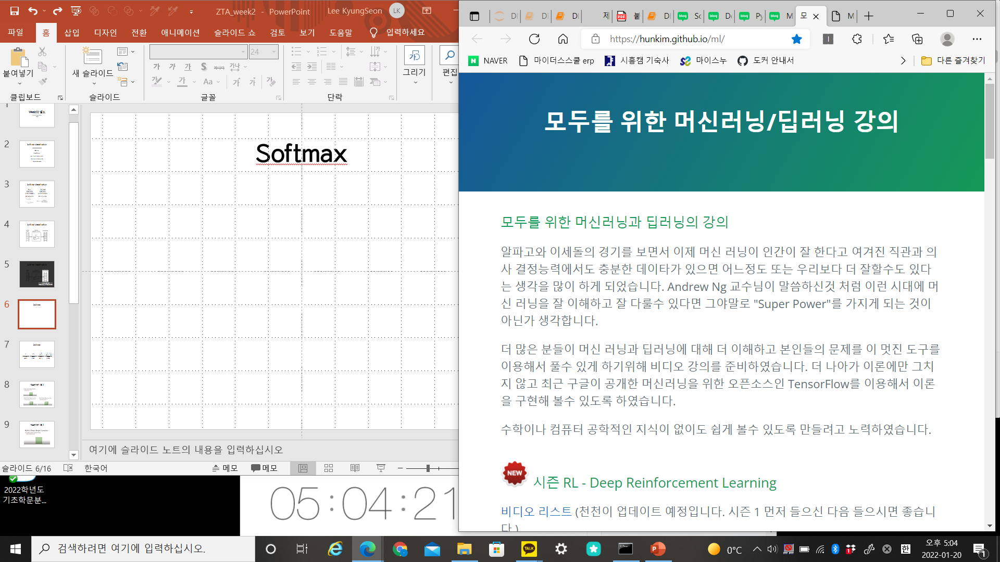 ZTA_week2 - PowerPoint
Lee KyungSeon
LK
파일
홈
삽입
디자인
전환
애니메이션
슬라이드 쇼
검토
보기
도움말
입력하세요
붙여넣기
클립보드
새 슬라이드
슬라이드
24
가 가 가 S 가나
가 Aa 가 가
글꼴
단락
그리기
편집
1
2
Softmax classification
3
Softmax classification
4
Softmax classification
5
6
Softmax
7
Softmax
8
9
Softmax
여기에 슬라이드 노트의 내용을 입력하십시오
슬라이드 6/16
한국어
메모
메모
2022학년도
기초학문분...
05:04:21
https://hunkim.github.io/ml/
NAVER
마이더스스쿨 erp
시흥캠 기숙사
마이스누
도커 안내서
다른 즐겨찾기
모두를 위한 머신러닝/딥러닝 강의
모두를 위한 머신러닝과 딥러닝의 강의
알파고와 이세돌의 경기를 보면서 이제 머신 러닝이 인간이 잘 한다고 여겨진 직관과 의
사 결정능력에서도 충분한 데이타가 있으면 어느정도 또는 우리보다 더 잘할수도 있다
는 생각을 많이 하게 되었습니다. Andrew Ng 교수님이 말씀하신것 처럼 이런 시대에 머
신 러닝을 잘 이해하고 잘 다룰수 있다면 그야말로 "Super Power"를 가지게 되는 것이
아닌가 생각합니다.
더 많은 분들이 머신 러닝과 딥러닝에 대해 더 이해하고 본인들의 문제를 이 멋진 도구를
이용해서 풀수 있게 하기위해 비디오 강의를 준비하였습니다. 더 나아가 이론에만 그치
지 않고 최근 구글이 공개한 머신러닝을 위한 오픈소스인 TensorFlow를 이용해서 이론
을 구현해 볼수 있도록 하였습니다.
수학이나 컴퓨터 공학적인 지식이 없이도 쉽게 볼수 있도록 만들려고 노력하였습니다.
NEW
시즌 RL - Deep Reinforcement Learning
비디오 리스트 (천천이 업데이트 예정입니다. 시즌 1 먼저 들으신 다음 들으시면 좋습니
다.)
검색하려면 여기에 입력하십시오.
TALK
0°C
한
오후 5:04
2022-01-20
1